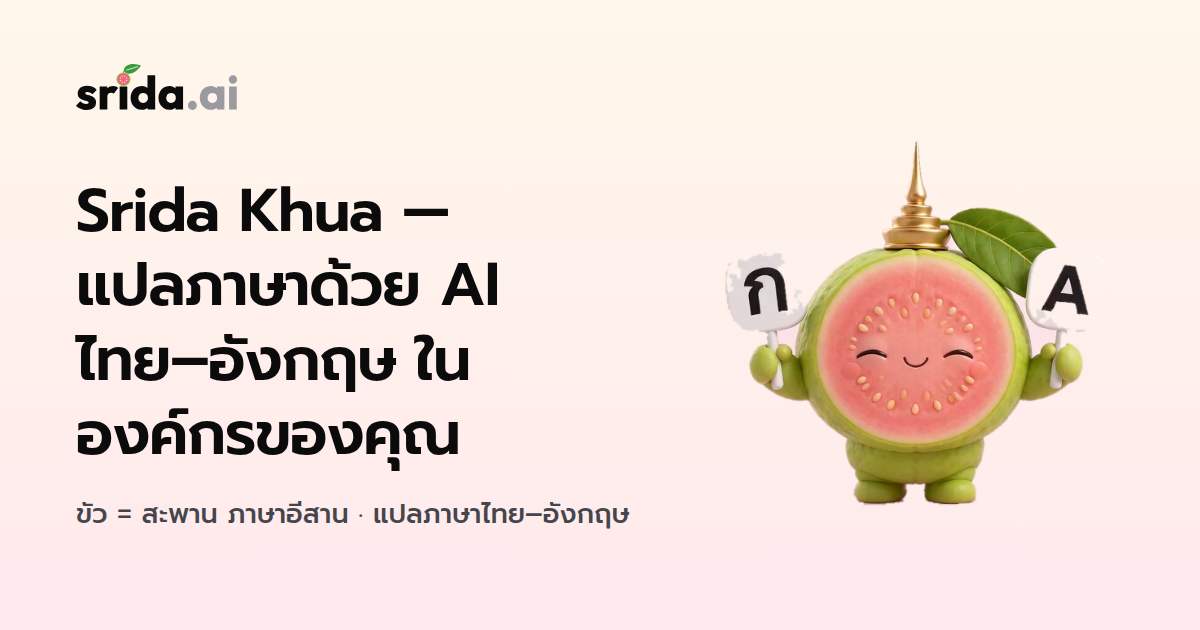 srida.ai
Srida Khua —
แปลภาษาด้วย AI
ไทย–อังกฤษ ใน
องค์กรของคุณ
ขัว = สะพาน ภาษาอีสาน · แปลภาษาไทย–อังกฤษ
ก
A